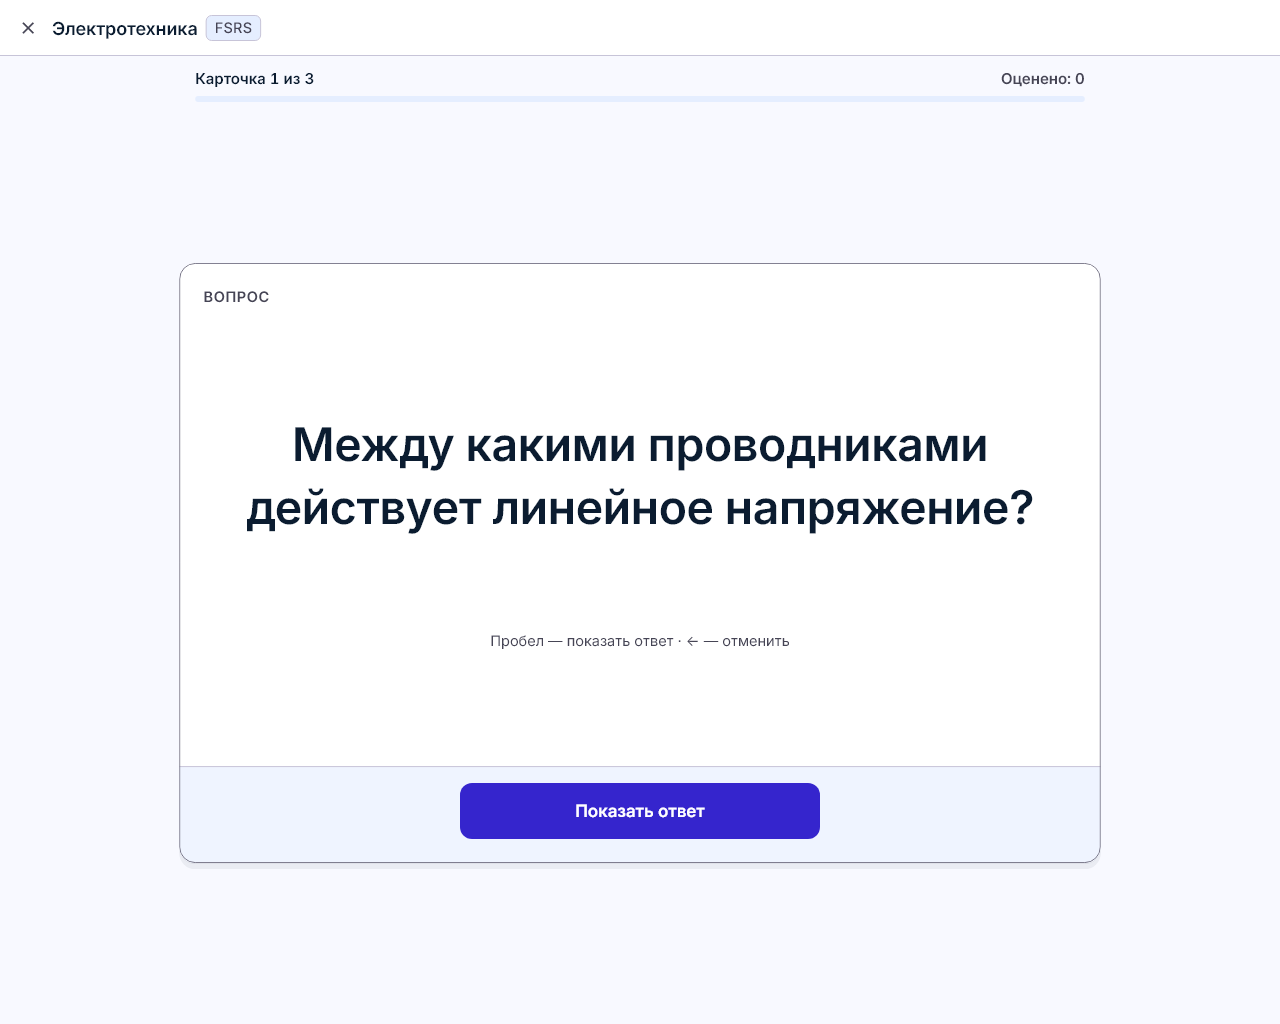 Электротехника FSRS
Карточка 1 из 3
Оценено: 0
ВОПРОС
Между какими проводниками
действует линейное напряжение?
Пробел — показать ответ · ← — отменить
Показать ответ